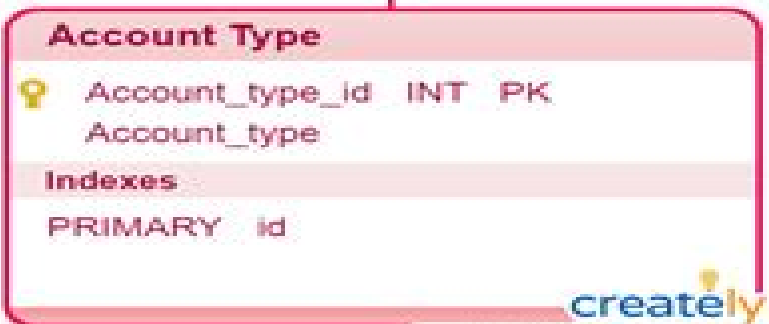 Account Type
Account_type_id INT PK
Account_type
Indexes
PRIMARY id
creately